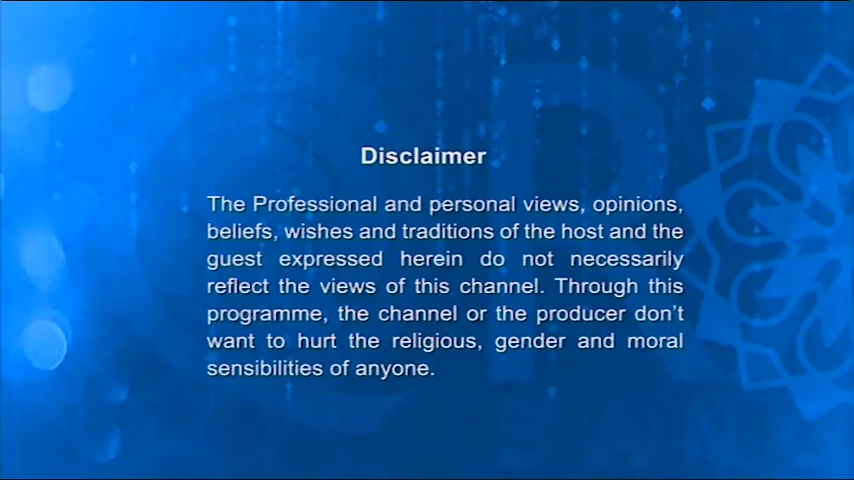 Disclaimer
The Professional and personal views, opinions,
beliefs, wishes and traditions of the host and the
guest expressed herein do not necessarily
reflect the views of this channel. Through this
programme, the channel or the producer don't
want to hurt the religious, gender and moral
sensibilities of anyone.